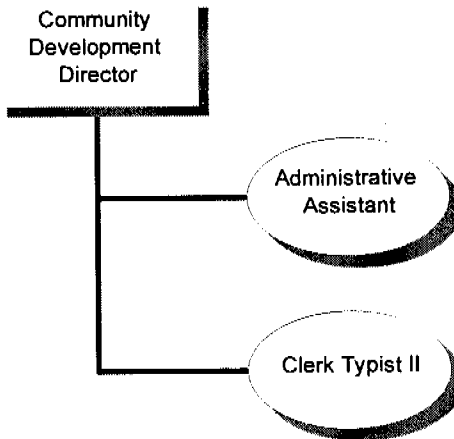 Community
Development
Director
Administrative
Assistant
Clerk Typist II